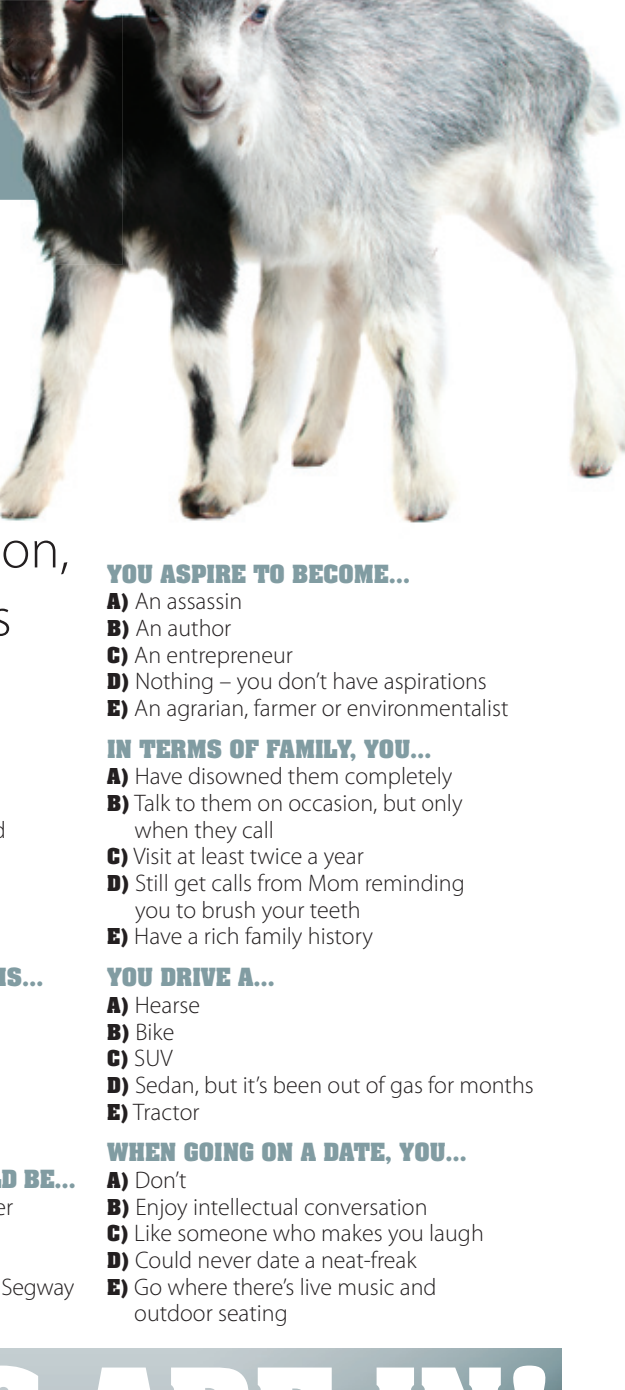 on,
s
d
IS...
LD BE...
er
Segway
YOU ASPIRE TO BECOME...
A) An assassin
B) An author
C) An entrepreneur
D) Nothing – you don't have aspirations
E) An agrarian, farmer or environmentalist
IN TERMS OF FAMILY, YOU...
A) Have disowned them completely
B) Talk to them on occasion, but only
when they call
C) Visit at least twice a year
D) Still get calls from Mom reminding
you to brush your teeth
E) Have a rich family history
YOU DRIVE A...
A) Hearse
B) Bike
C) SUV
D) Sedan, but it's been out of gas for months
E) Tractor
WHEN GOING ON A DATE, YOU...
A) Don't
B) Enjoy intellectual conversation
C) Like someone who makes you laugh
D) Could never date a neat-freak
E) Go where there's live music and
outdoor seating
ARE IN!